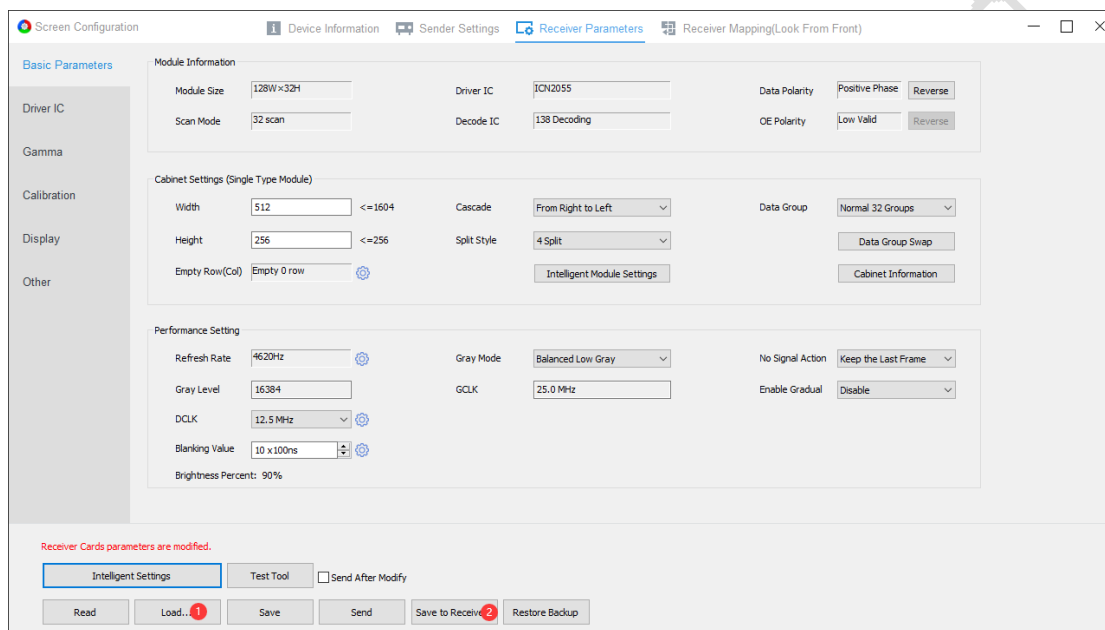 Screen Configuration
Device Information
Sender Settings
Receiver Parameters
Receiver Mapping(Look From Front)
Basic Parameters
Driver IC
Gamma
Calibration
Display
Other
Module Information
Module Size 128W×32H Driver IC ICN2055 Data Polarity Positive Phase Reverse
Scan Mode 32 scan Decode IC 138 Decoding OE Polarity Low Valid Reverse
Cabinet Settings (Single Type Module)
Width 512 <=1604 Cascade From Right to Left Data Group Normal 32 Groups
Height 256 <=256 Split Style 4 Split Data Group Swap
Empty Row(Col) Empty 0 row Intelligent Module Settings Cabinet Information
Performance Setting
Refresh Rate 4620Hz Gray Mode Balanced Low Gray No Signal Action Keep the Last Frame
Gray Level 16384 GCLK 25.0 MHz Enable Gradual Disable
DCLK 12.5 MHz
Blanking Value 10 x100ns
Brightness Percent: 90%
Receiver Cards parameters are modified.
Intelligent Settings Test Tool Send After Modify
Read Load... 1 Save Send Save to Receive 2 Restore Backup